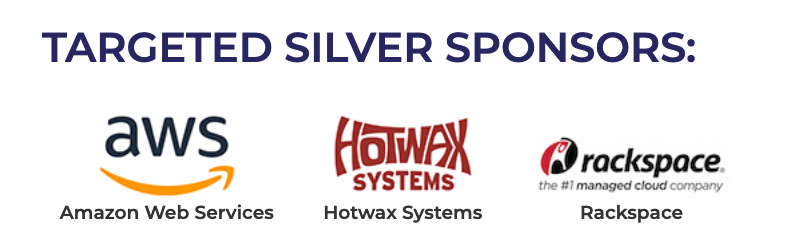 TARGETED SILVER SPONSORS:
aws
HOTWAX
SYSTEMS
rackspace.
the #1 managed cloud company
Amazon Web Services
Hotwax Systems
Rackspace